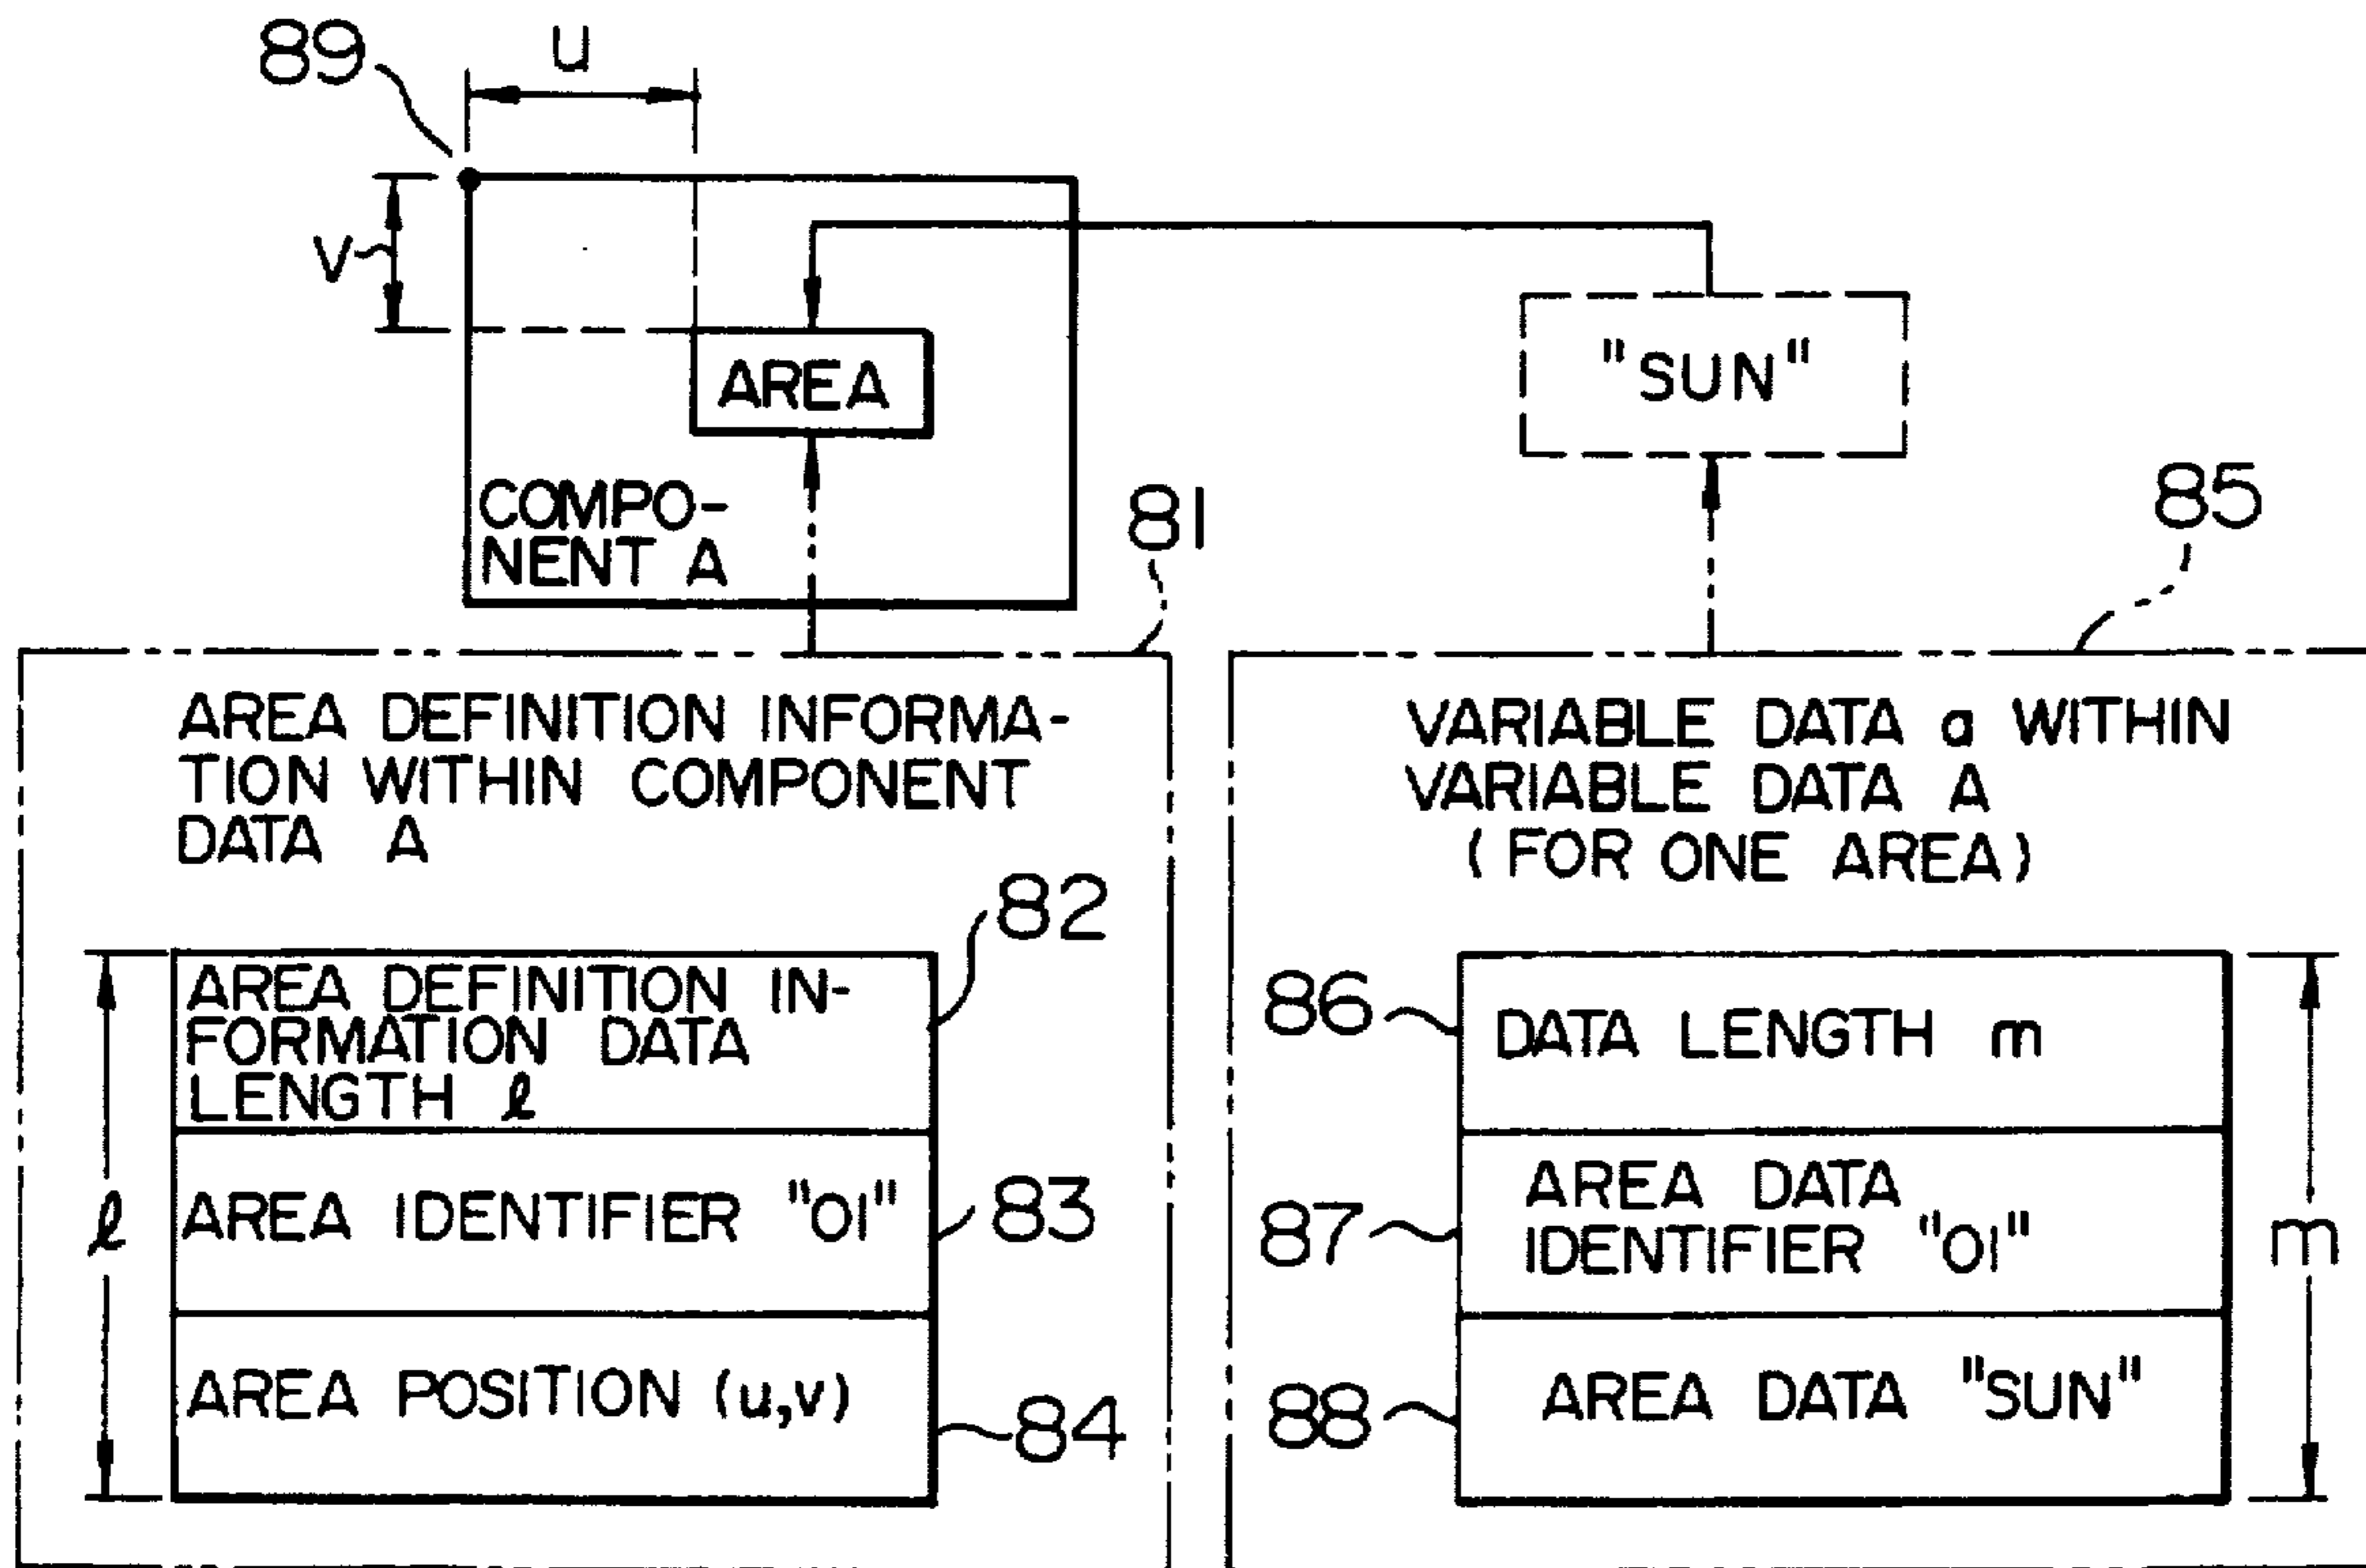 89
u
v
AREA
COMPO-
NENT A
"SUN"
81
85
AREA DEFINITION INFORMA-
TION WITHIN COMPONENT
DATA A
VARIABLE DATA a WITHIN
VARIABLE DATA A
(FOR ONE AREA)
82
AREA DEFINITION IN-
FORMATION DATA
LENGTH ℓ
AREA IDENTIFIER "01"
83
AREA POSITION (u,v)
84
ℓ
86
DATA LENGTH m
87
AREA DATA
IDENTIFIER "01"
88
AREA DATA "SUN"
m